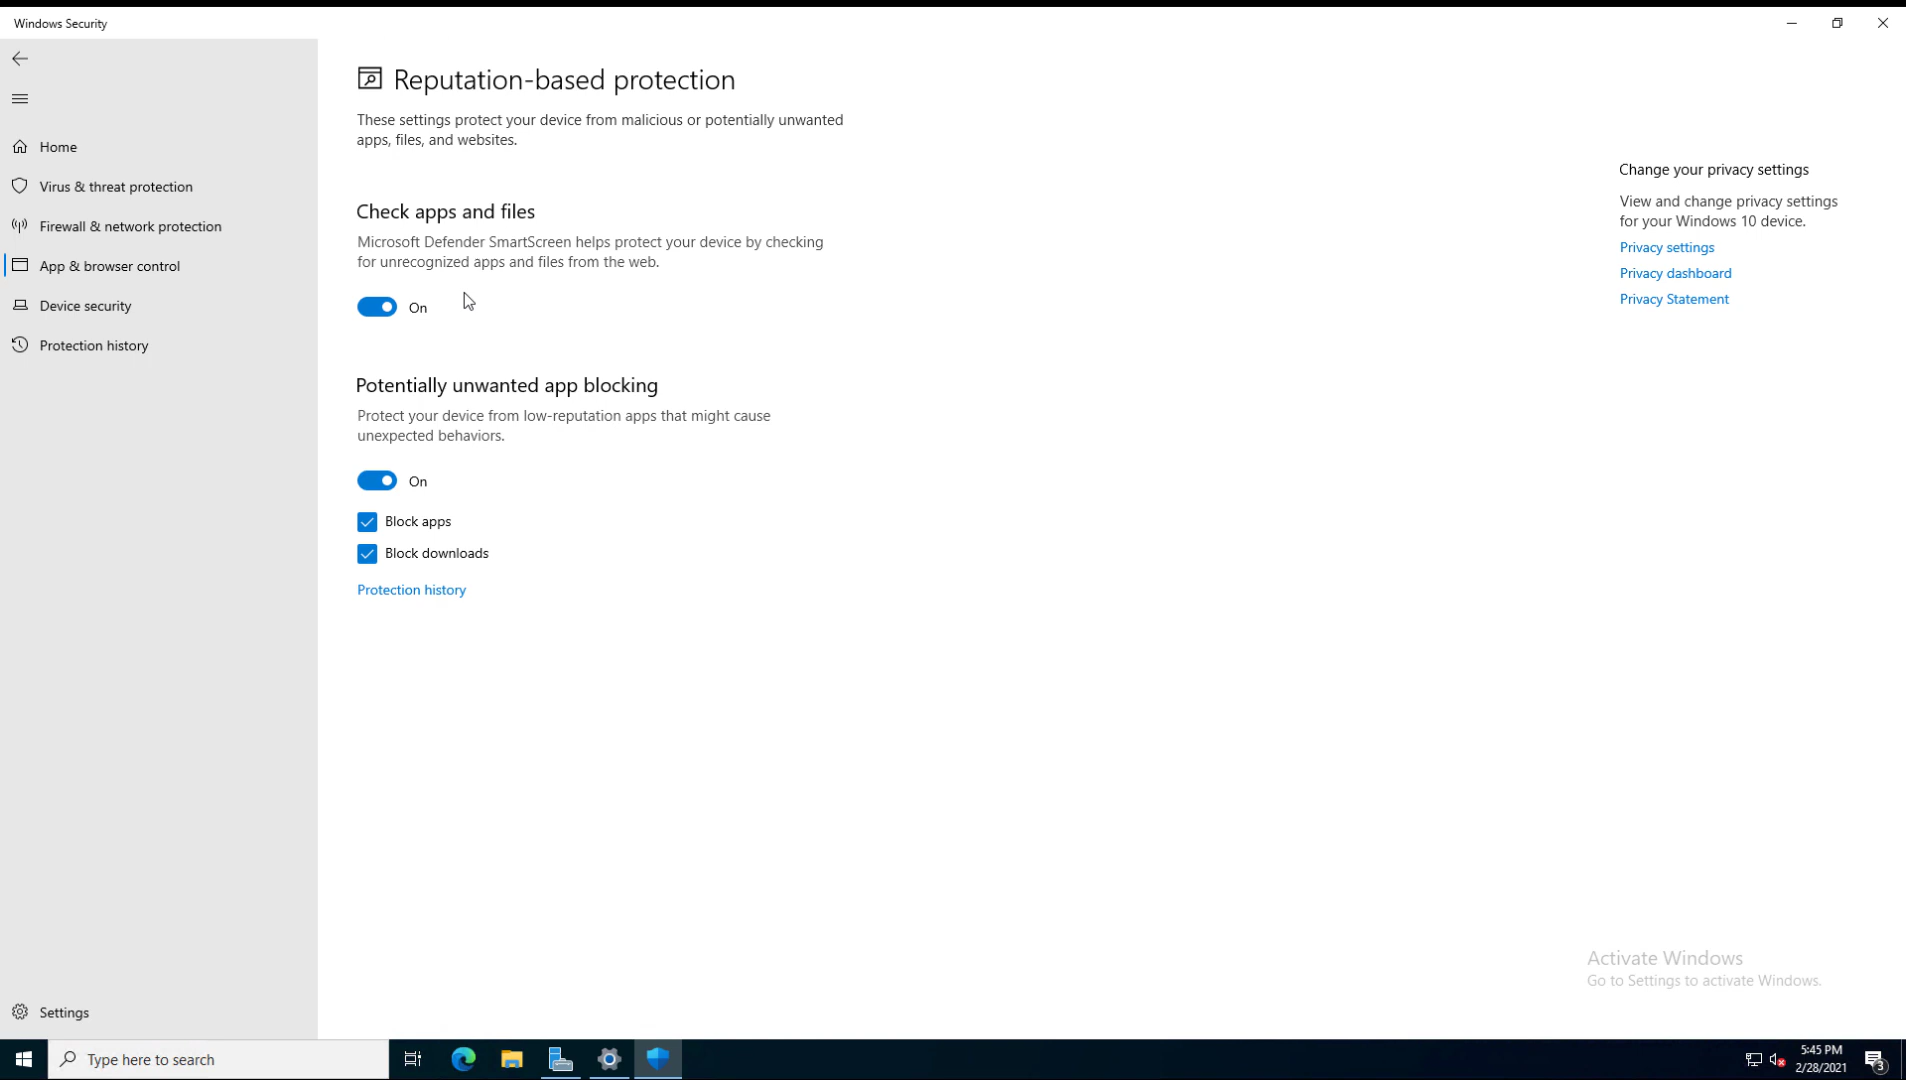 Windows Security
Home
Virus & threat protection
Firewall & network protection
App & browser control
Device security
Protection history
Settings
Reputation-based protection
These settings protect your device from malicious or potentially unwanted
apps, files, and websites.
Check apps and files
Microsoft Defender SmartScreen helps protect your device by checking
for unrecognized apps and files from the web.
On
Potentially unwanted app blocking
Protect your device from low-reputation apps that might cause
unexpected behaviors.
On
Block apps
Block downloads
Protection history
Change your privacy settings
View and change privacy settings
for your Windows 10 device.
Privacy settings
Privacy dashboard
Privacy Statement
Activate Windows
Go to Settings to activate Windows.
Type here to search
5:45 PM
2/28/2021
3